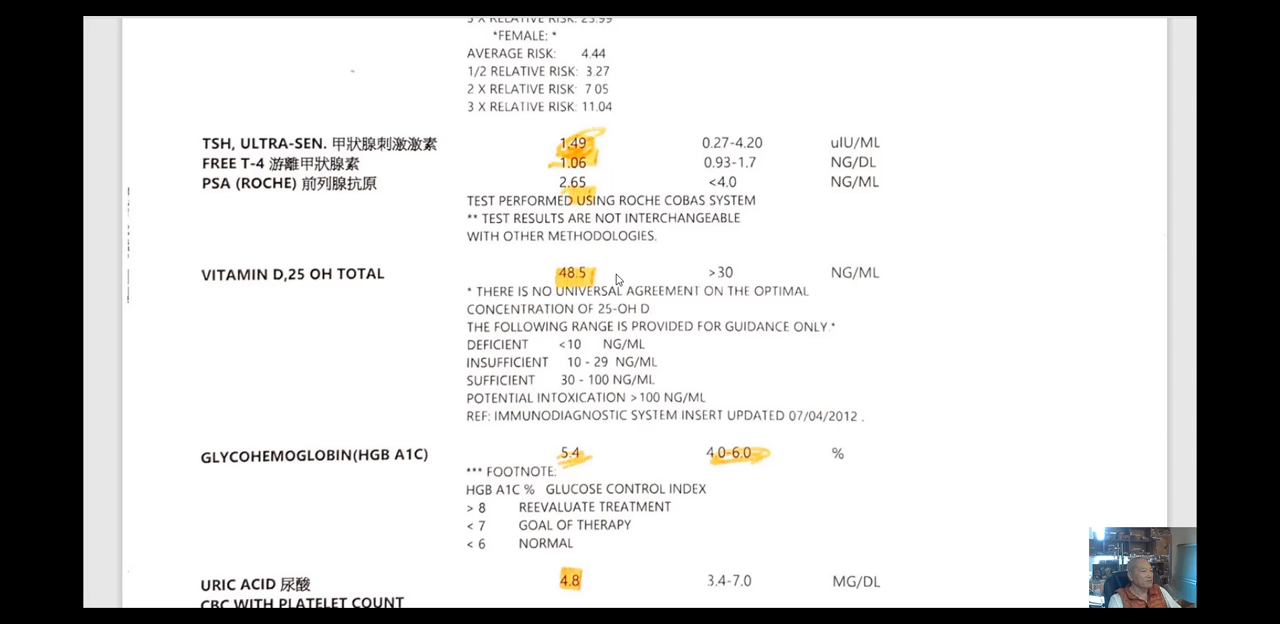 3 X RELATIVE RISK: 23.99
*FEMALE: *
AVERAGE RISK: 4.44
1/2 RELATIVE RISK: 3.27
2 X RELATIVE RISK: 7 05
3 X RELATIVE RISK: 11.04
TSH, ULTRA-SEN. 甲狀腺刺激激素 1.49 0.27-4.20 uIU/ML
FREE T-4 游離甲狀腺素 1.06 0.93-1.7 NG/DL
PSA (ROCHE) 前列腺抗原 2.65 <4.0 NG/ML
TEST PERFORMED USING ROCHE COBAS SYSTEM
** TEST RESULTS ARE NOT INTERCHANGEABLE
WITH OTHER METHODOLOGIES.
VITAMIN D,25 OH TOTAL 48.5 >30 NG/ML
* THERE IS NO UNIVERSAL AGREEMENT ON THE OPTIMAL
CONCENTRATION OF 25-OH D
THE FOLLOWING RANGE IS PROVIDED FOR GUIDANCE ONLY.*
DEFICIENT <10 NG/ML
INSUFFICIENT 10 - 29 NG/ML
SUFFICIENT 30 - 100 NG/ML
POTENTIAL INTOXICATION >100 NG/ML
REF: IMMUNODIAGNOSTIC SYSTEM INSERT UPDATED 07/04/2012 .
GLYCOHEMOGLOBIN(HGB A1C) 5.4 4.0-6.0 %
*** FOOTNOTE:
HGB A1C % GLUCOSE CONTROL INDEX
> 8 REEVALUATE TREATMENT
< 7 GOAL OF THERAPY
< 6 NORMAL
URIC ACID 尿酸 4.8 3.4-7.0 MG/DL
CBC WITH PLATELET COUNT